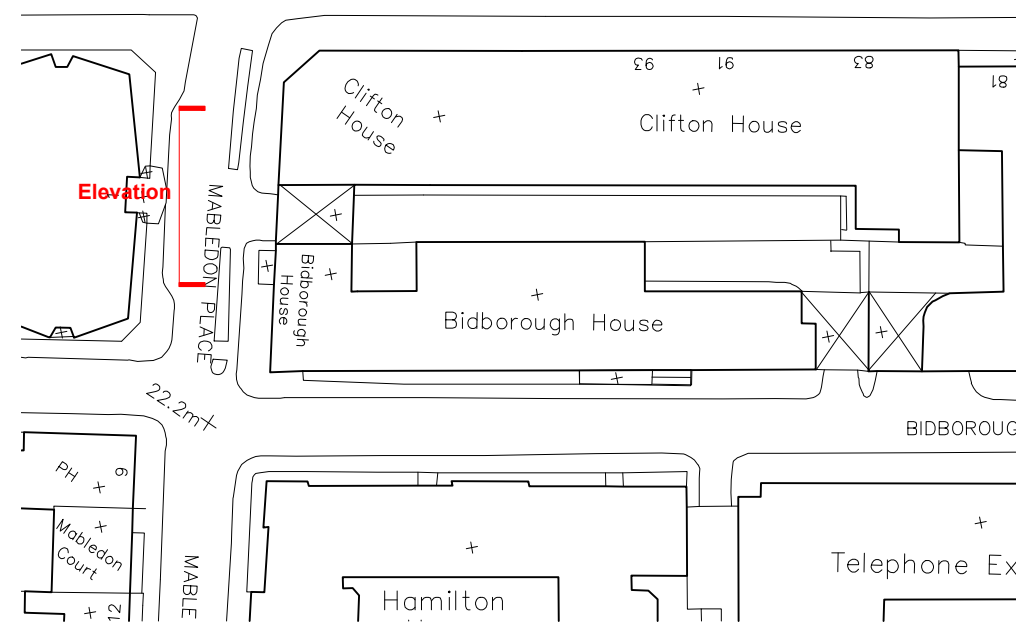 93
91
83
81
Clifton
House
Clifton House
Elevation
MABLEDON PLACE
Bidborough
House
Bidborough House
22.2m
BIDBOROUG
PH
9
Mabledon
Court
12
MABLE
Hamilton
Telephone Ex